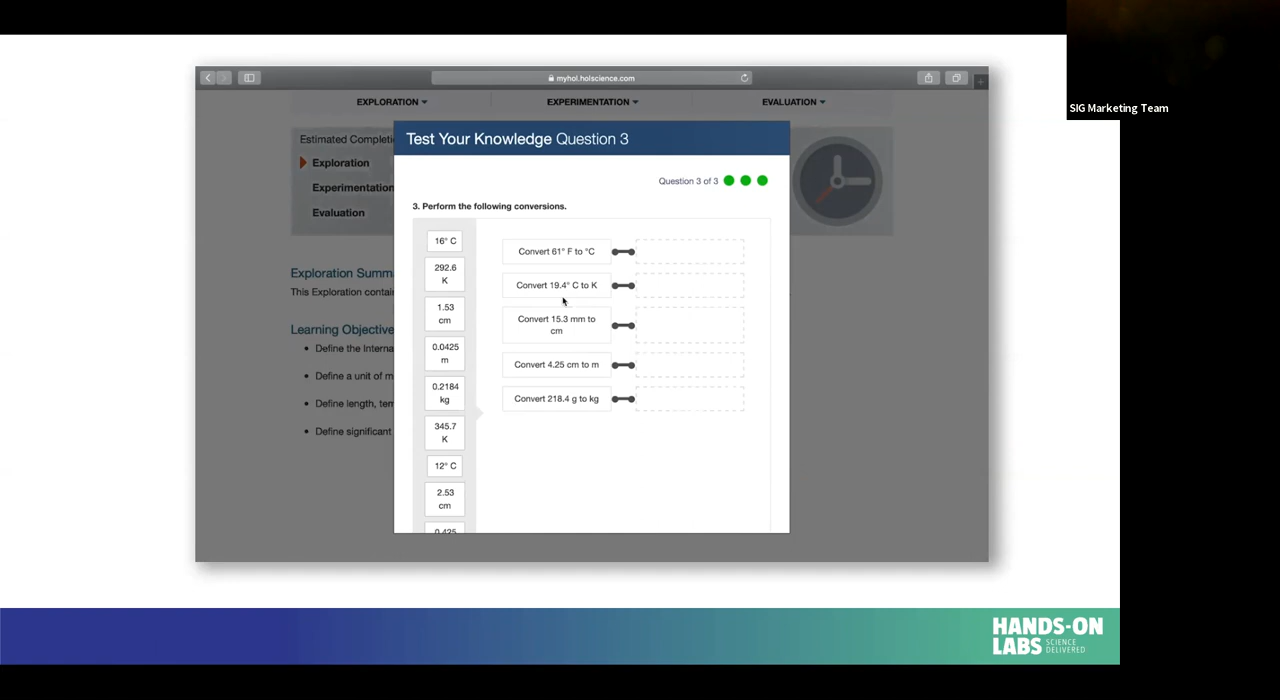 SIG Marketing Team
myhol.holscience.com
EXPLORATION
EXPERIMENTATION
EVALUATION
Estimated Completi
Exploration
Experimentation
Evaluation
Exploration Summ
This Exploration contai
Learning Objective
• Define the Interna
• Define a unit of m
• Define length, tem
• Define significant
Test Your Knowledge Question 3
Question 3 of 3
3. Perform the following conversions.
16° C
292.6
K
1.53
cm
0.0425
m
0.2184
kg
345.7
K
12° C
2.53
cm
0.425
Convert 61° F to °C
Convert 19.4° C to K
Convert 15.3 mm to
cm
Convert 4.25 cm to m
Convert 218.4 g to kg
HANDS-ON
LABS SCIENCE
DELIVERED